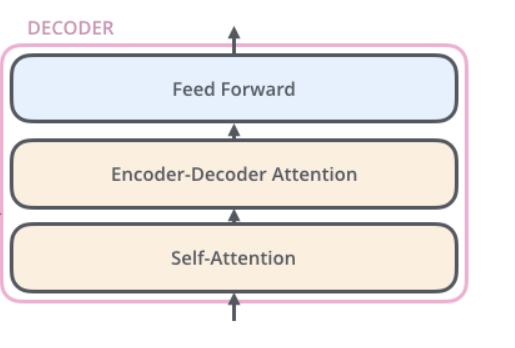 DECODER
Feed Forward
Encoder-Decoder Attention
Self-Attention